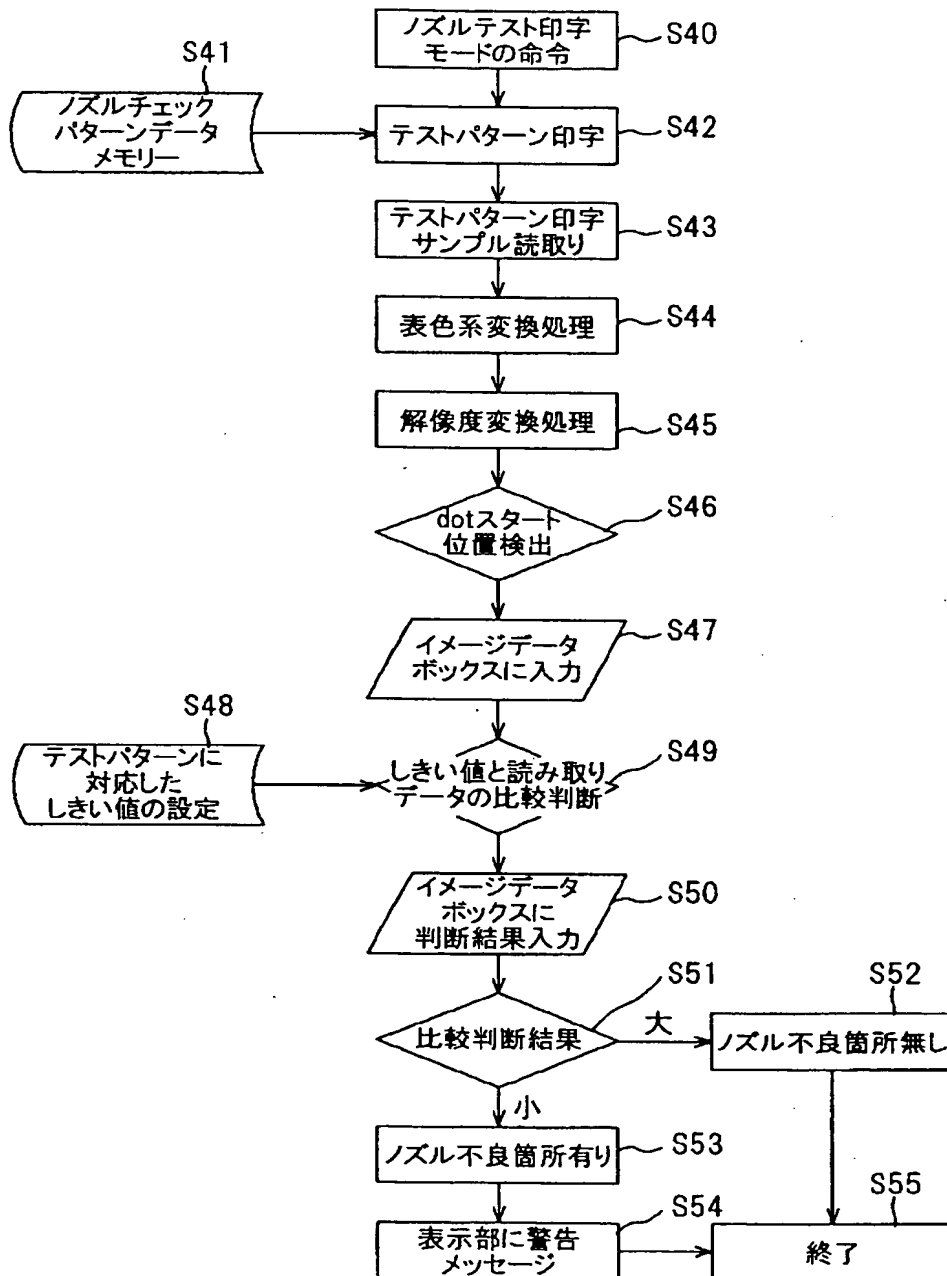 ノズルテスト印字
モードの命令
S40
S41
ノズルチェック
パターンデータ
メモリー
テストパターン印字
S42
テストパターン印字
サンプル読取り
S43
表色系変換処理
S44
解像度変換処理
S45
dotスタート
位置検出
S46
イメージデータ
ボックスに入力
S47
S48
テストパターンに
対応した
しきい値の設定
しきい値と読み取り
データの比較判断
S49
イメージデータ
ボックスに
判断結果入力
S50
比較判断結果
S51
大
S52
ノズル不良箇所無し
小
ノズル不良箇所有り
S53
表示部に警告
メッセージ
S54
S55
終了